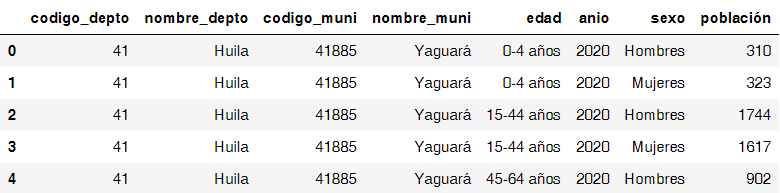 codigo_depto nombre_depto codigo_muni nombre_muni edad anio sexo población
0 41 Huila 41885 Yaguará 0-4 años 2020 Hombres 310
1 41 Huila 41885 Yaguará 0-4 años 2020 Mujeres 323
2 41 Huila 41885 Yaguará 15-44 años 2020 Hombres 1744
3 41 Huila 41885 Yaguará 15-44 años 2020 Mujeres 1617
4 41 Huila 41885 Yaguará 45-64 años 2020 Hombres 902